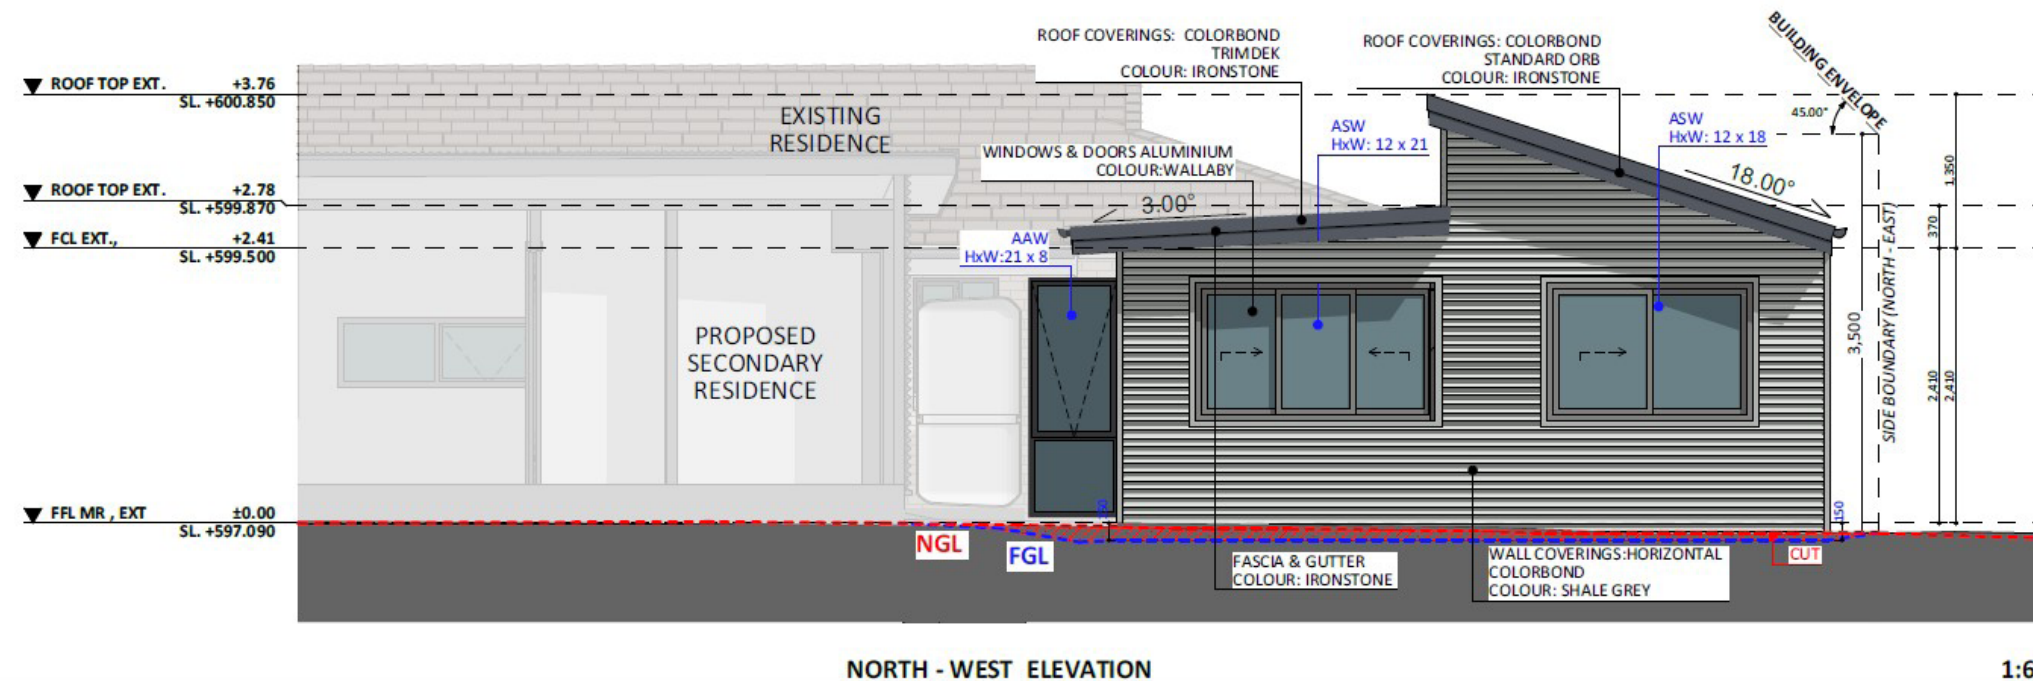 ROOF TOP EXT. +3.76
SL. +600.850
ROOF TOP EXT. +2.78
SL. +599.870
FCL EXT., +2.41
SL. +599.500
FFL MR , EXT ±0.00
SL. +597.090
EXISTING
RESIDENCE
PROPOSED
SECONDARY
RESIDENCE
ROOF COVERINGS: COLORBOND
TRIMDEK
COLOUR: IRONSTONE
ROOF COVERINGS: COLORBOND
STANDARD ORB
COLOUR: IRONSTONE
WINDOWS & DOORS ALUMINIUM
COLOUR:WALLABY
AAW
HxW:21 x 8
ASW
HxW: 12 x 21
ASW
HxW: 12 x 18
3.00°
18.00°
BUILDING ENVELOPE
45.00°
SIDE BOUNDARY (NORTH - EAST)
3,500
1,350
370
2,410
2,410
150
NGL
FGL
CUT
FASCIA & GUTTER
COLOUR: IRONSTONE
WALL COVERINGS:HORIZONTAL
COLORBOND
COLOUR: SHALE GREY
NORTH - WEST ELEVATION
1:6